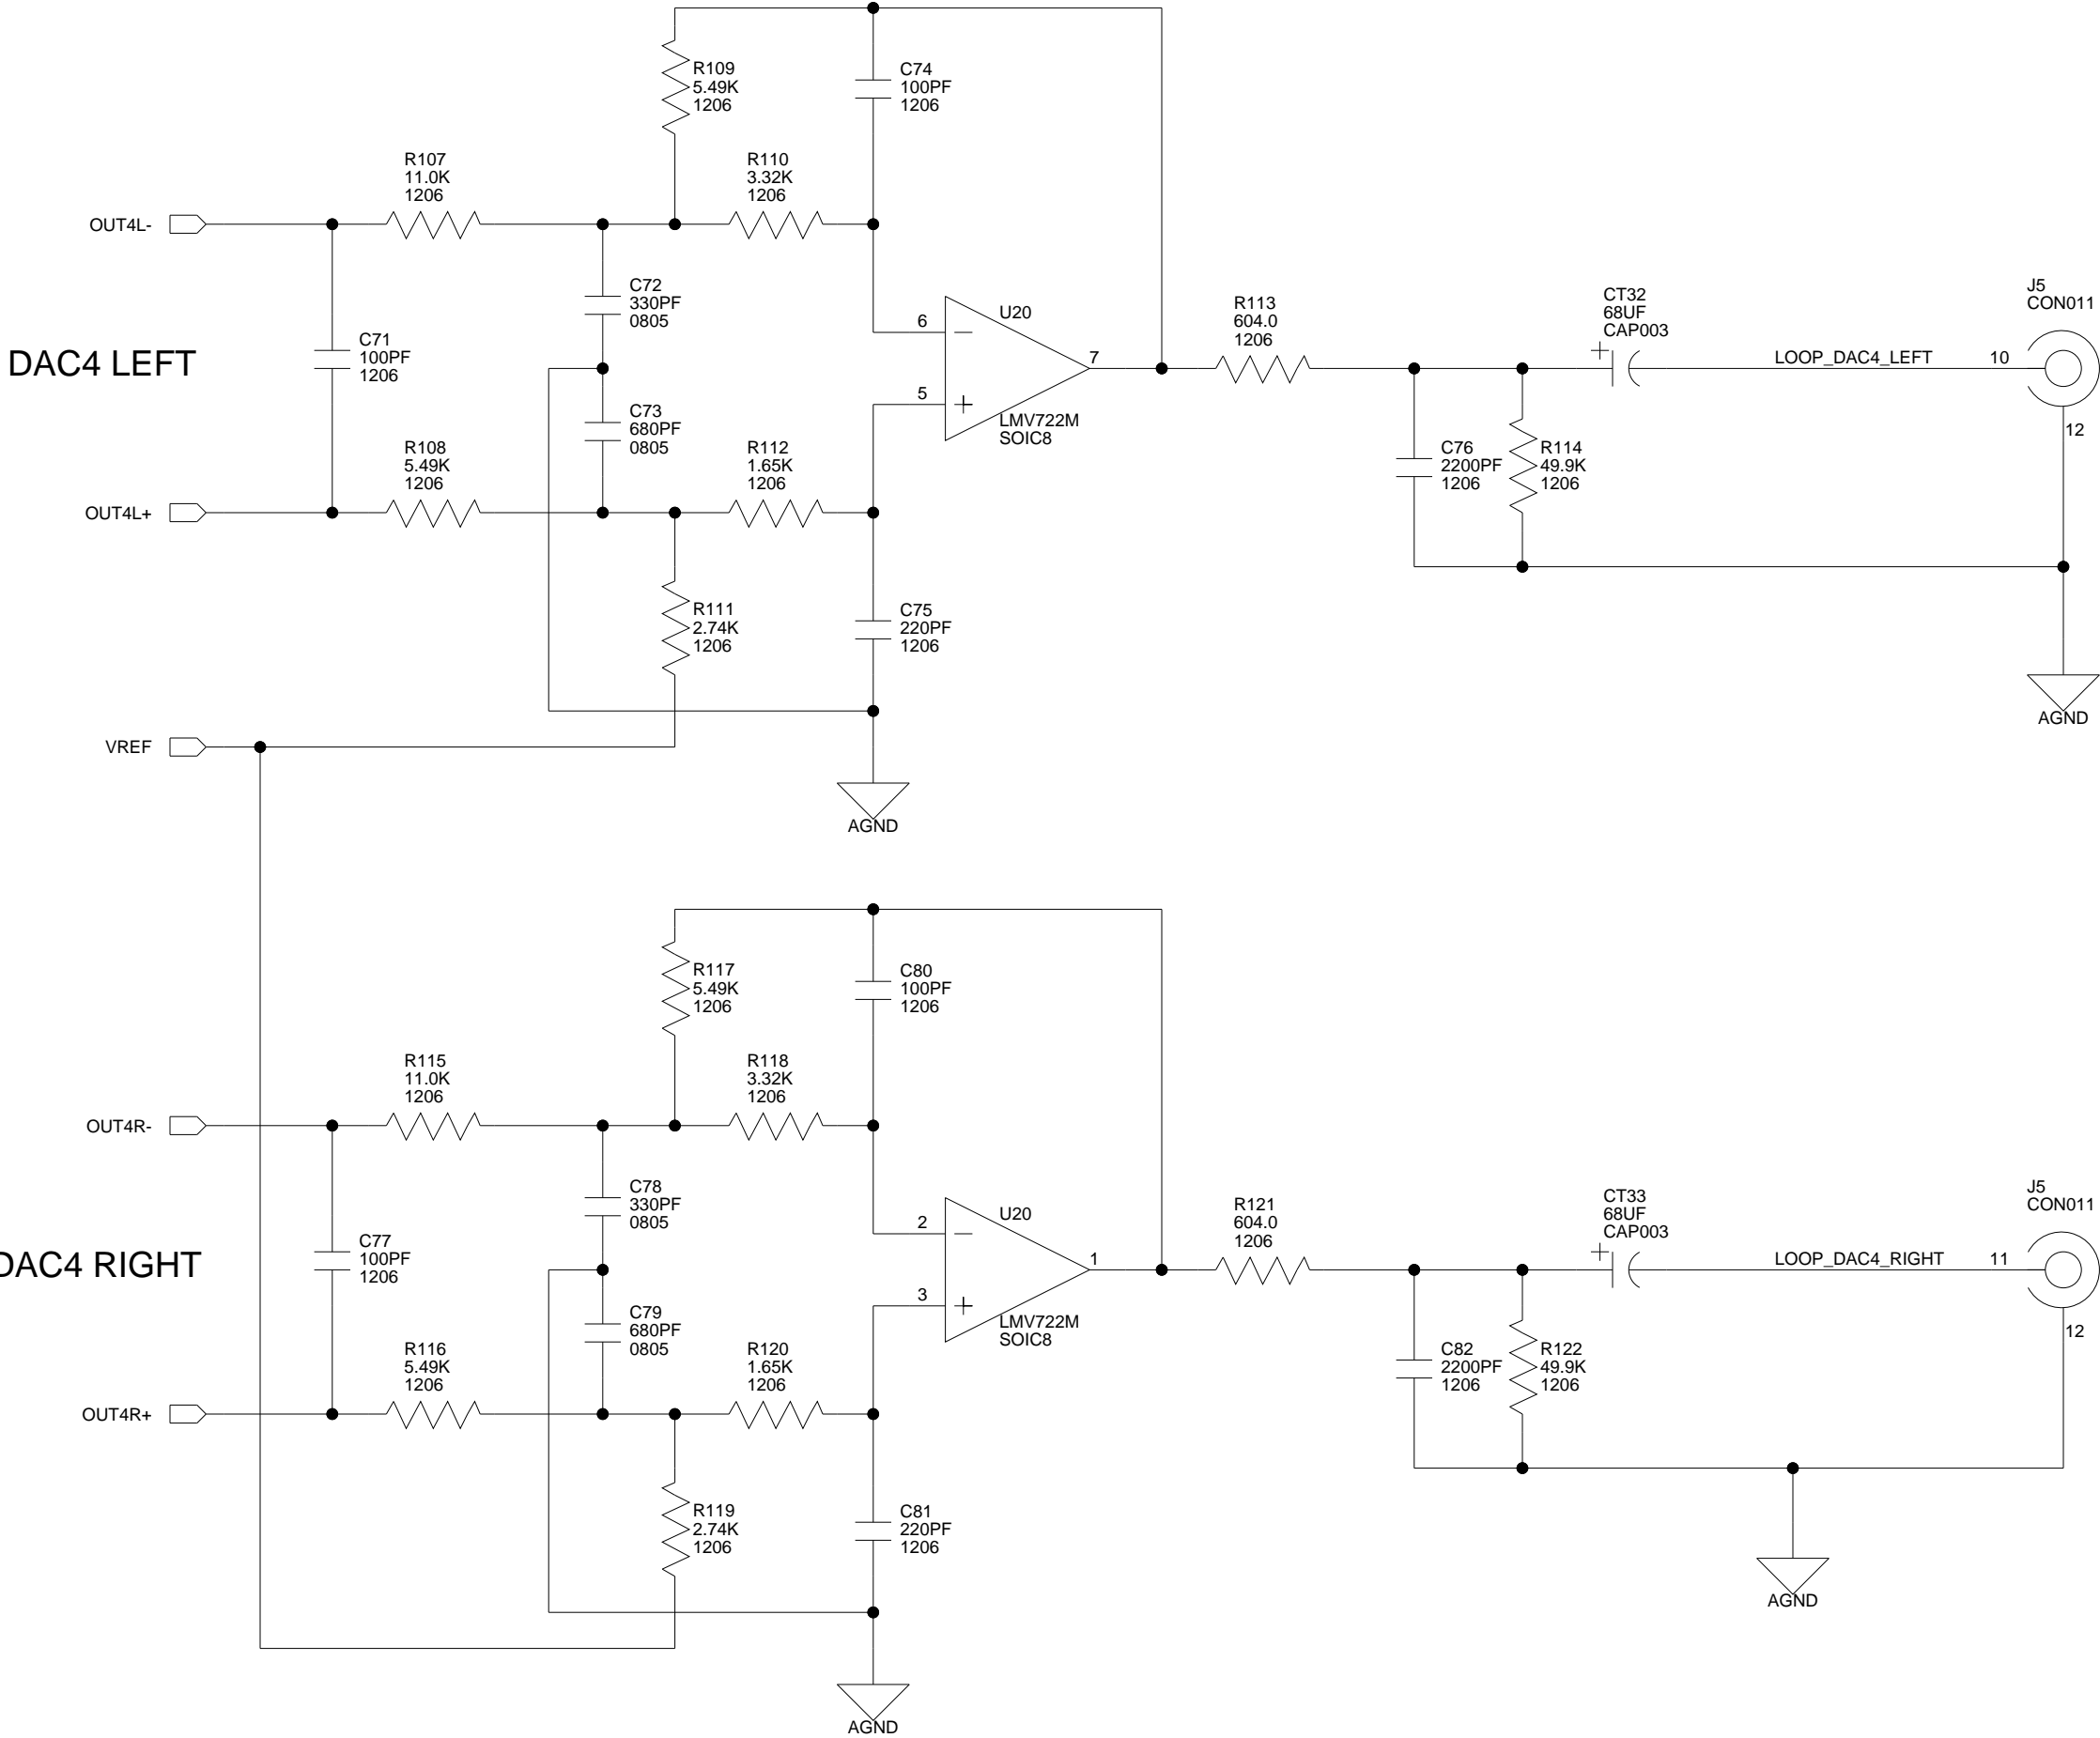 R109
5.49K
1206
C74
100PF
1206
R107
11.0K
1206
R110
3.32K
1206
OUT4L-
C72
330PF
0805
6
U20
R113
604.0
1206
CT32
68UF
CAP003
+
J5
CON011
DAC4 LEFT
C71
100PF
1206
7
LOOP_DAC4_LEFT
10
C73
680PF
0805
5
LMV722M
SOIC8
12
R108
5.49K
1206
R112
1.65K
1206
C76
2200PF
1206
R114
49.9K
1206
OUT4L+
R111
2.74K
1206
C75
220PF
1206
AGND
VREF
AGND
R117
5.49K
1206
C80
100PF
1206
R115
11.0K
1206
R118
3.32K
1206
OUT4R-
C78
330PF
0805
2
U20
R121
604.0
1206
CT33
68UF
CAP003
+
J5
CON011
DAC4 RIGHT
C77
100PF
1206
1
LOOP_DAC4_RIGHT
11
C79
680PF
0805
3
LMV722M
SOIC8
12
R116
5.49K
1206
R120
1.65K
1206
C82
2200PF
1206
R122
49.9K
1206
OUT4R+
R119
2.74K
1206
C81
220PF
1206
AGND
AGND